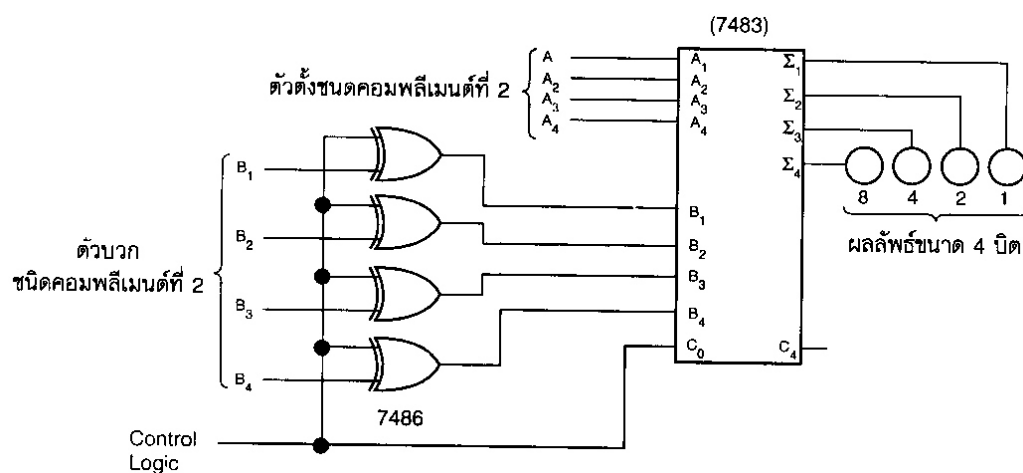 (7483)
ตัวตั้งชนดคอมพลีเมนต์ที่ 2
A
A₂
A₃
A₄
A₁
A₂
A₃
A₄
Σ₁
Σ₂
Σ₃
Σ₄
8 4 2 1
ผลลัพธ์ขนาด 4 บิต
ตัวบวก
ชนิดคอมพลีเมนต์ที่ 2
B₁
B₂
B₃
B₄
B₁
B₂
B₃
B₄
C₀
C₄
7486
Control
Logic